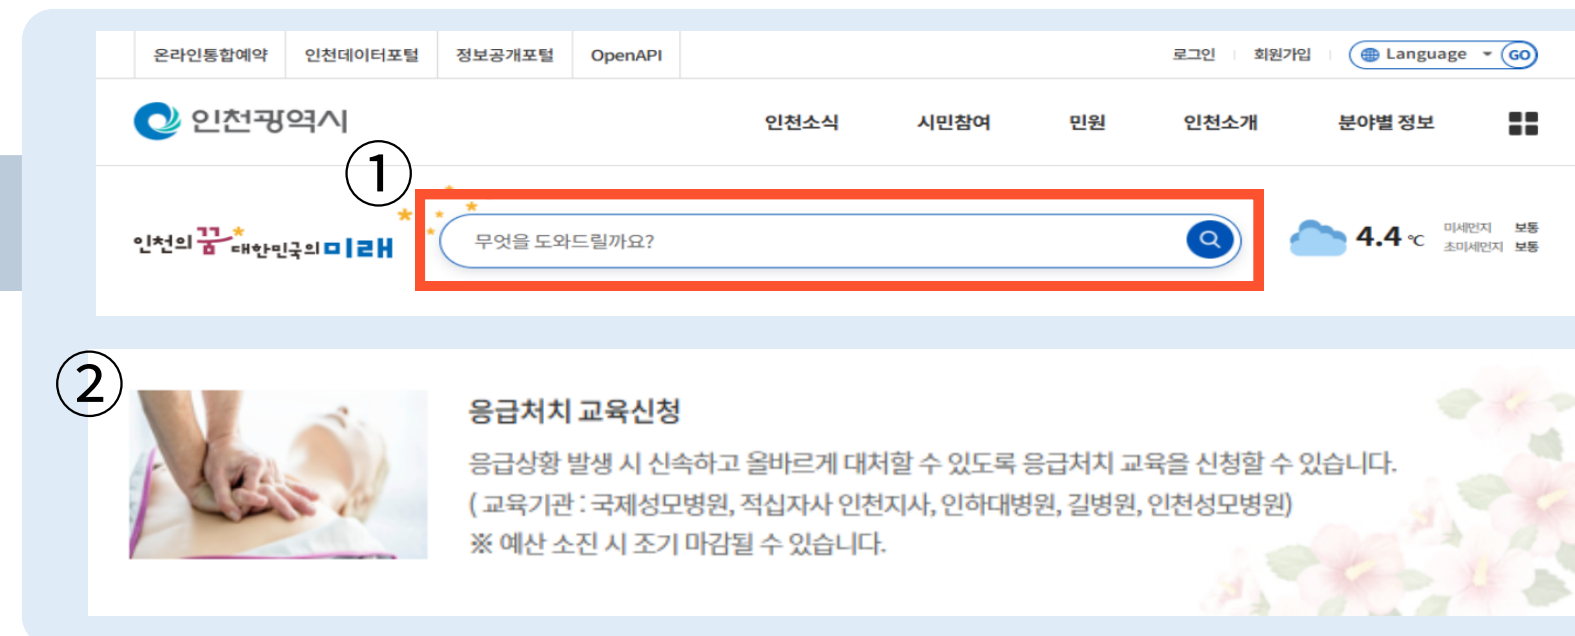 온라인통합예약 인천데이터포털 정보공개포털 OpenAPI 로그인 회원가입 Language GO
인천광역시 인천소식 시민참여 민원 인천소개 분야별 정보
①
인천의 꿈 대한민국의 미래 무엇을 도와드릴까요? 4.4 ℃ 미세먼지 보통
초미세먼지 보통
②
응급처치 교육신청
응급상황 발생 시 신속하고 올바르게 대처할 수 있도록 응급처치 교육을 신청할 수 있습니다.
( 교육기관 : 국제성모병원, 적십자사 인천지사, 인하대병원, 길병원, 인천성모병원)
※ 예산 소진 시 조기 마감될 수 있습니다.